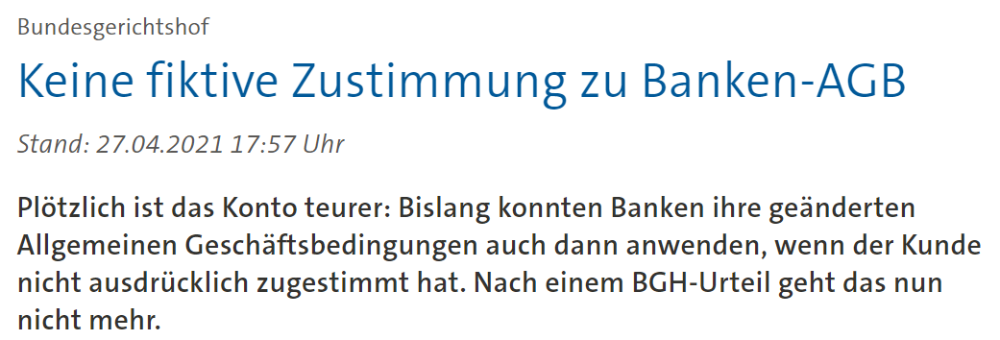 Bundesgerichtshof
Keine fiktive Zustimmung zu Banken-AGB
Stand: 27.04.2021 17:57 Uhr
Plötzlich ist das Konto teurer: Bislang konnten Banken ihre geänderten
Allgemeinen Geschäftsbedingungen auch dann anwenden, wenn der Kunde
nicht ausdrücklich zugestimmt hat. Nach einem BGH-Urteil geht das nun
nicht mehr.